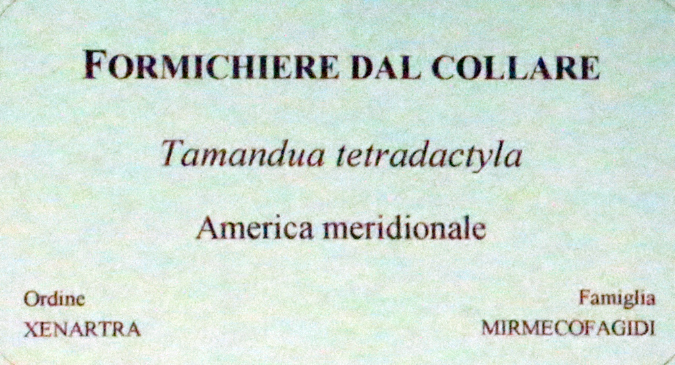 FORMICHIERE DAL COLLARE
Tamandua tetradactyla
America meridionale
Ordine
XENARTRA
Famiglia
MIRMECOFAGIDI